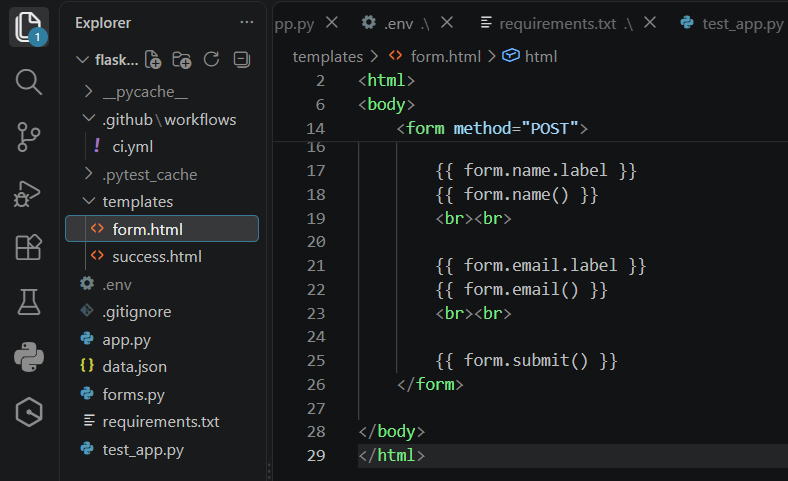 Explorer
pp.py
.env .\
requirements.txt .\
test_app.py
flask...
__pycache__
.github\workflows
ci.yml
.pytest_cache
templates
form.html
success.html
.env
.gitignore
app.py
data.json
forms.py
requirements.txt
test_app.py
1
templates > form.html > html
2 <html>
6 <body>
14 <form method="POST">
16
17 {{ form.name.label }}
18 {{ form.name() }}
19 <br><br>
20
21 {{ form.email.label }}
22 {{ form.email() }}
23 <br><br>
24
25 {{ form.submit() }}
26 </form>
27
28 </body>
29 </html>